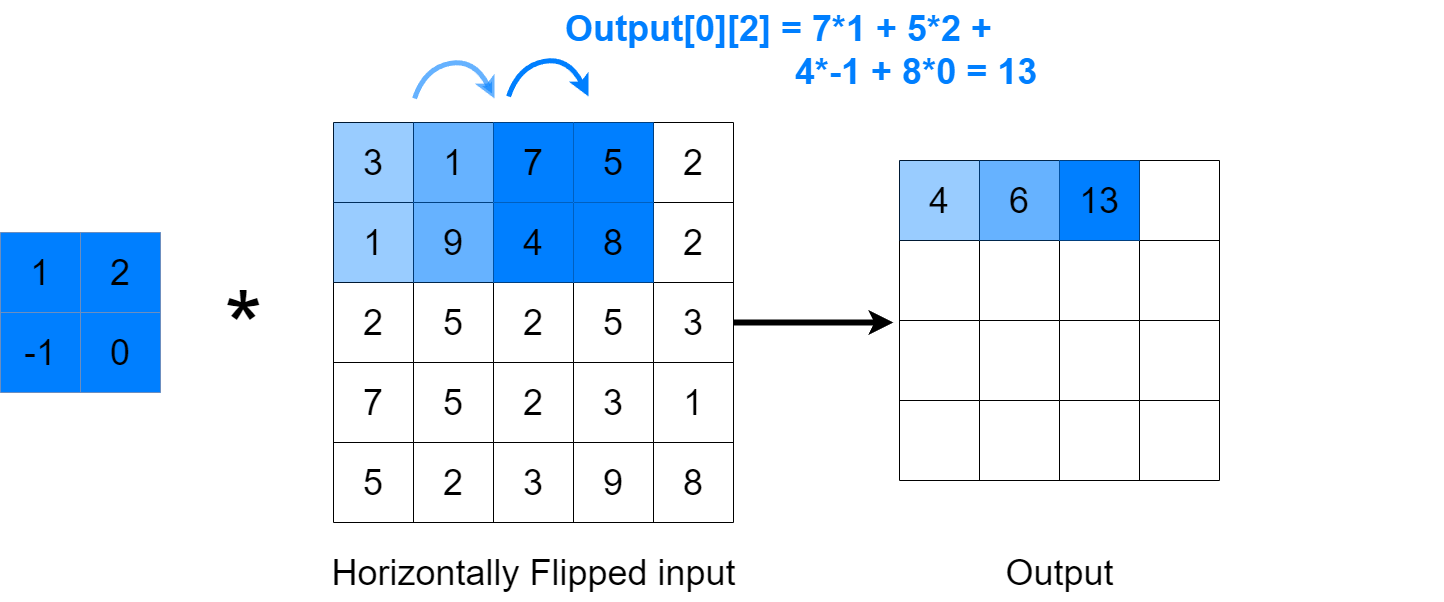 Output[0][2] = 7*1 + 5*2 +
4*-1 + 8*0 = 13
1 2
-1 0
*
3 1 7 5 2
1 9 4 8 2
2 5 2 5 3
7 5 2 3 1
5 2 3 9 8
4 6 13
Horizontally Flipped input
Output